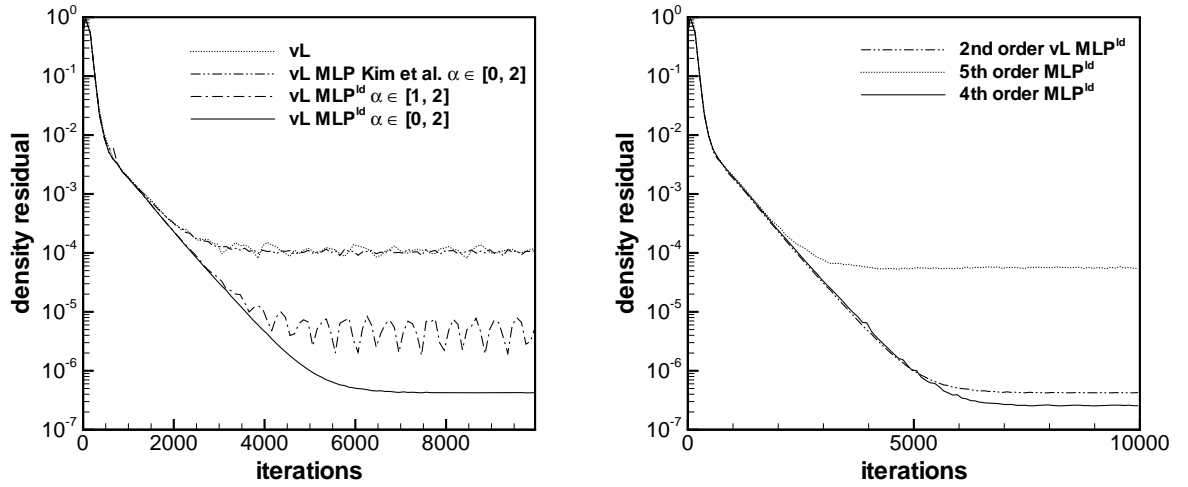 density residual
10^0
10^-1
10^-2
10^-3
10^-4
10^-5
10^-6
10^-7
vL
vL MLP Kim et al. α ∈ [0, 2]
vL MLP^ld α ∈ [1, 2]
vL MLP^ld α ∈ [0, 2]
0 2000 4000 6000 8000
iterations
density residual
10^0
10^-1
10^-2
10^-3
10^-4
10^-5
10^-6
10^-7
2nd order vL MLP^ld
5th order MLP^ld
4th order MLP^ld
0 5000 10000
iterations